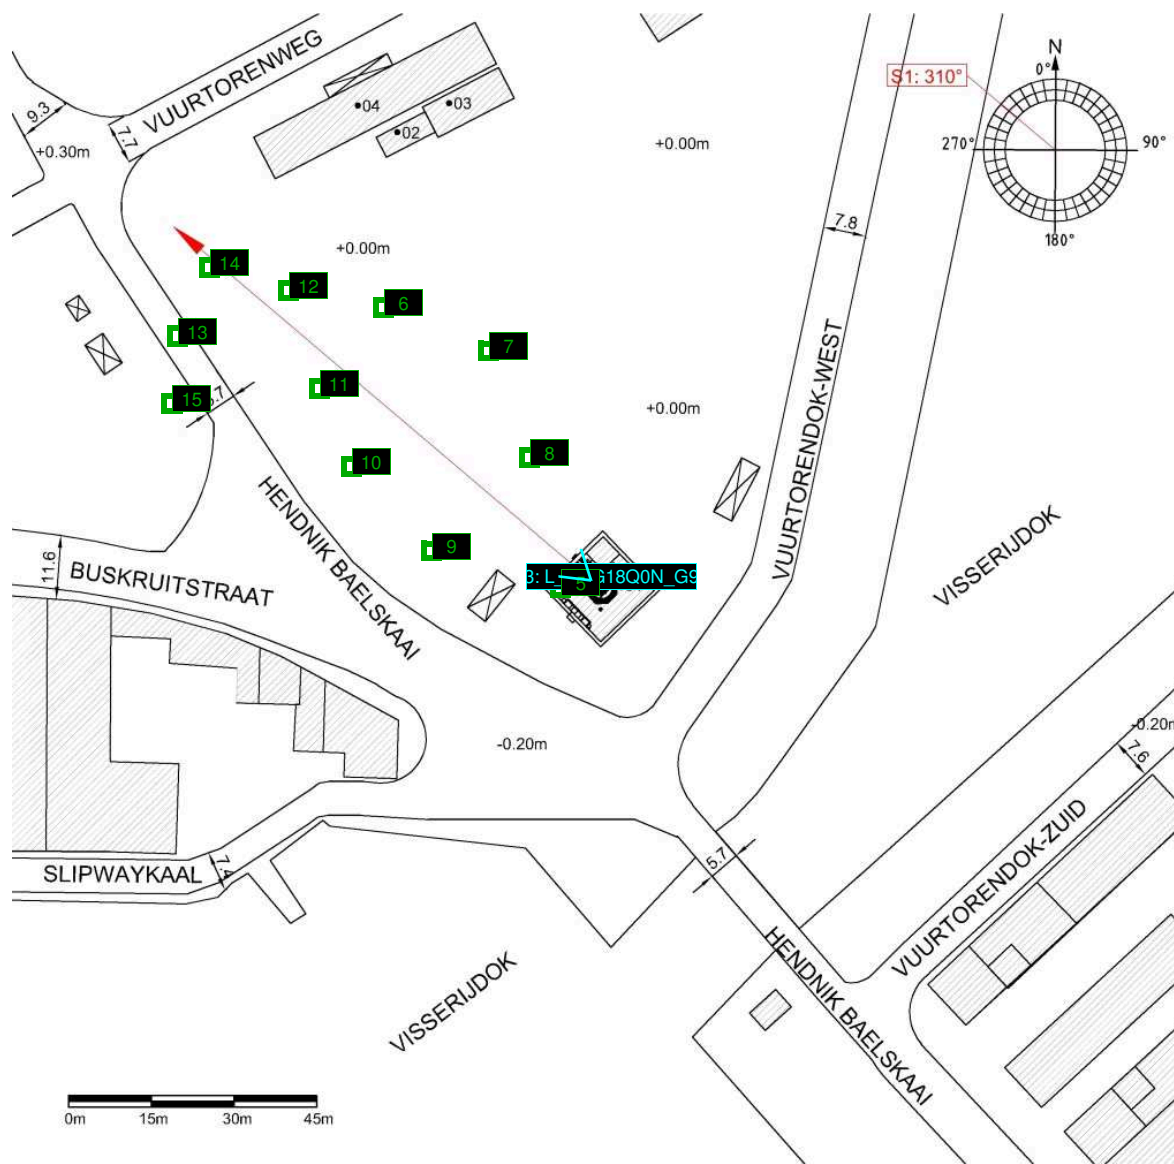 VUURTORENWEG
N
0°
S1: 310°
9.3
7.7
04
03
02
+0.30m
+0.00m
270°
90°
180°
7.8
+0.00m
14
12
6
13
7
11
15
+0.00m
8
10
VUURTORENDOK-WEST
HENDNIK BAELSKAAI
9
VISSERIJDOK
11.6
BUSKRUITSTRAAT
5
-0.20m
-0.20m
7.6
5.7
7.4
SLIPWAYKAAL
VUURTORENDOK-ZUID
VISSERIJDOK
HENDNIK BAELSKAAI
0m
15m
30m
45m